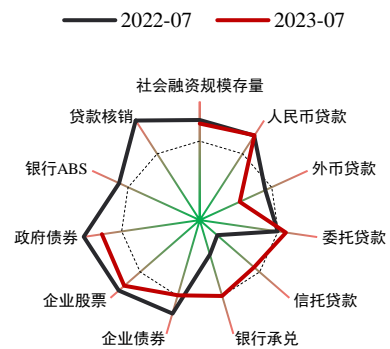 2022-07 2023-07
社会融资规模存量
贷款核销 人民币贷款
银行ABS 外币贷款
政府债券 委托贷款
企业股票 信托贷款
企业债券 银行承兑